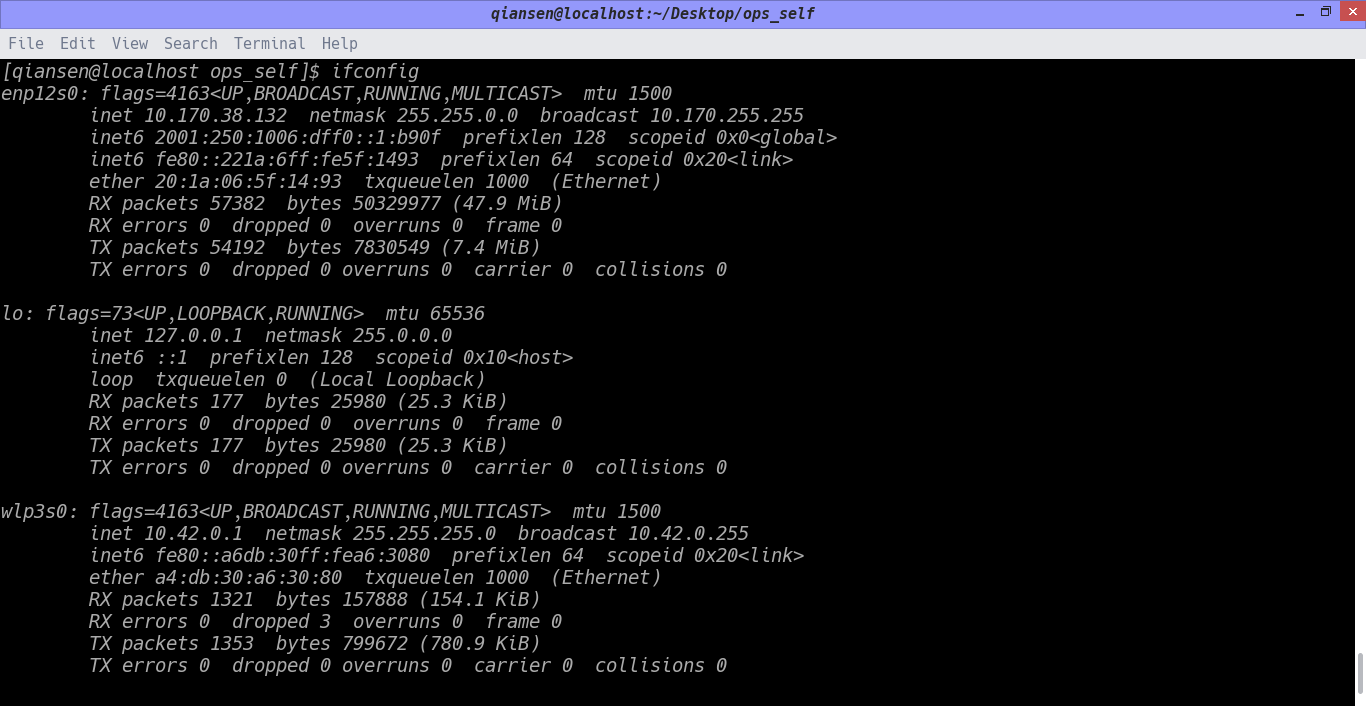 qiansen@localhost:~/Desktop/ops_self
File Edit View Search Terminal Help
[qiansen@localhost ops_self]$ ifconfig
enp12s0: flags=4163<UP,BROADCAST,RUNNING,MULTICAST>  mtu 1500
        inet 10.170.38.132  netmask 255.255.0.0  broadcast 10.170.255.255
        inet6 2001:250:1006:dff0::1:b90f  prefixlen 128  scopeid 0x0<global>
        inet6 fe80::221a:6ff:fe5f:1493  prefixlen 64  scopeid 0x20<link>
        ether 20:1a:06:5f:14:93  txqueuelen 1000  (Ethernet)
        RX packets 57382  bytes 50329977 (47.9 MiB)
        RX errors 0  dropped 0  overruns 0  frame 0
        TX packets 54192  bytes 7830549 (7.4 MiB)
        TX errors 0  dropped 0 overruns 0  carrier 0  collisions 0

lo: flags=73<UP,LOOPBACK,RUNNING>  mtu 65536
        inet 127.0.0.1  netmask 255.0.0.0
        inet6 ::1  prefixlen 128  scopeid 0x10<host>
        loop  txqueuelen 0  (Local Loopback)
        RX packets 177  bytes 25980 (25.3 KiB)
        RX errors 0  dropped 0  overruns 0  frame 0
        TX packets 177  bytes 25980 (25.3 KiB)
        TX errors 0  dropped 0 overruns 0  carrier 0  collisions 0

wlp3s0: flags=4163<UP,BROADCAST,RUNNING,MULTICAST>  mtu 1500
        inet 10.42.0.1  netmask 255.255.255.0  broadcast 10.42.0.255
        inet6 fe80::a6db:30ff:fea6:3080  prefixlen 64  scopeid 0x20<link>
        ether a4:db:30:a6:30:80  txqueuelen 1000  (Ethernet)
        RX packets 1321  bytes 157888 (154.1 KiB)
        RX errors 0  dropped 3  overruns 0  frame 0
        TX packets 1353  bytes 799672 (780.9 KiB)
        TX errors 0  dropped 0 overruns 0  carrier 0  collisions 0